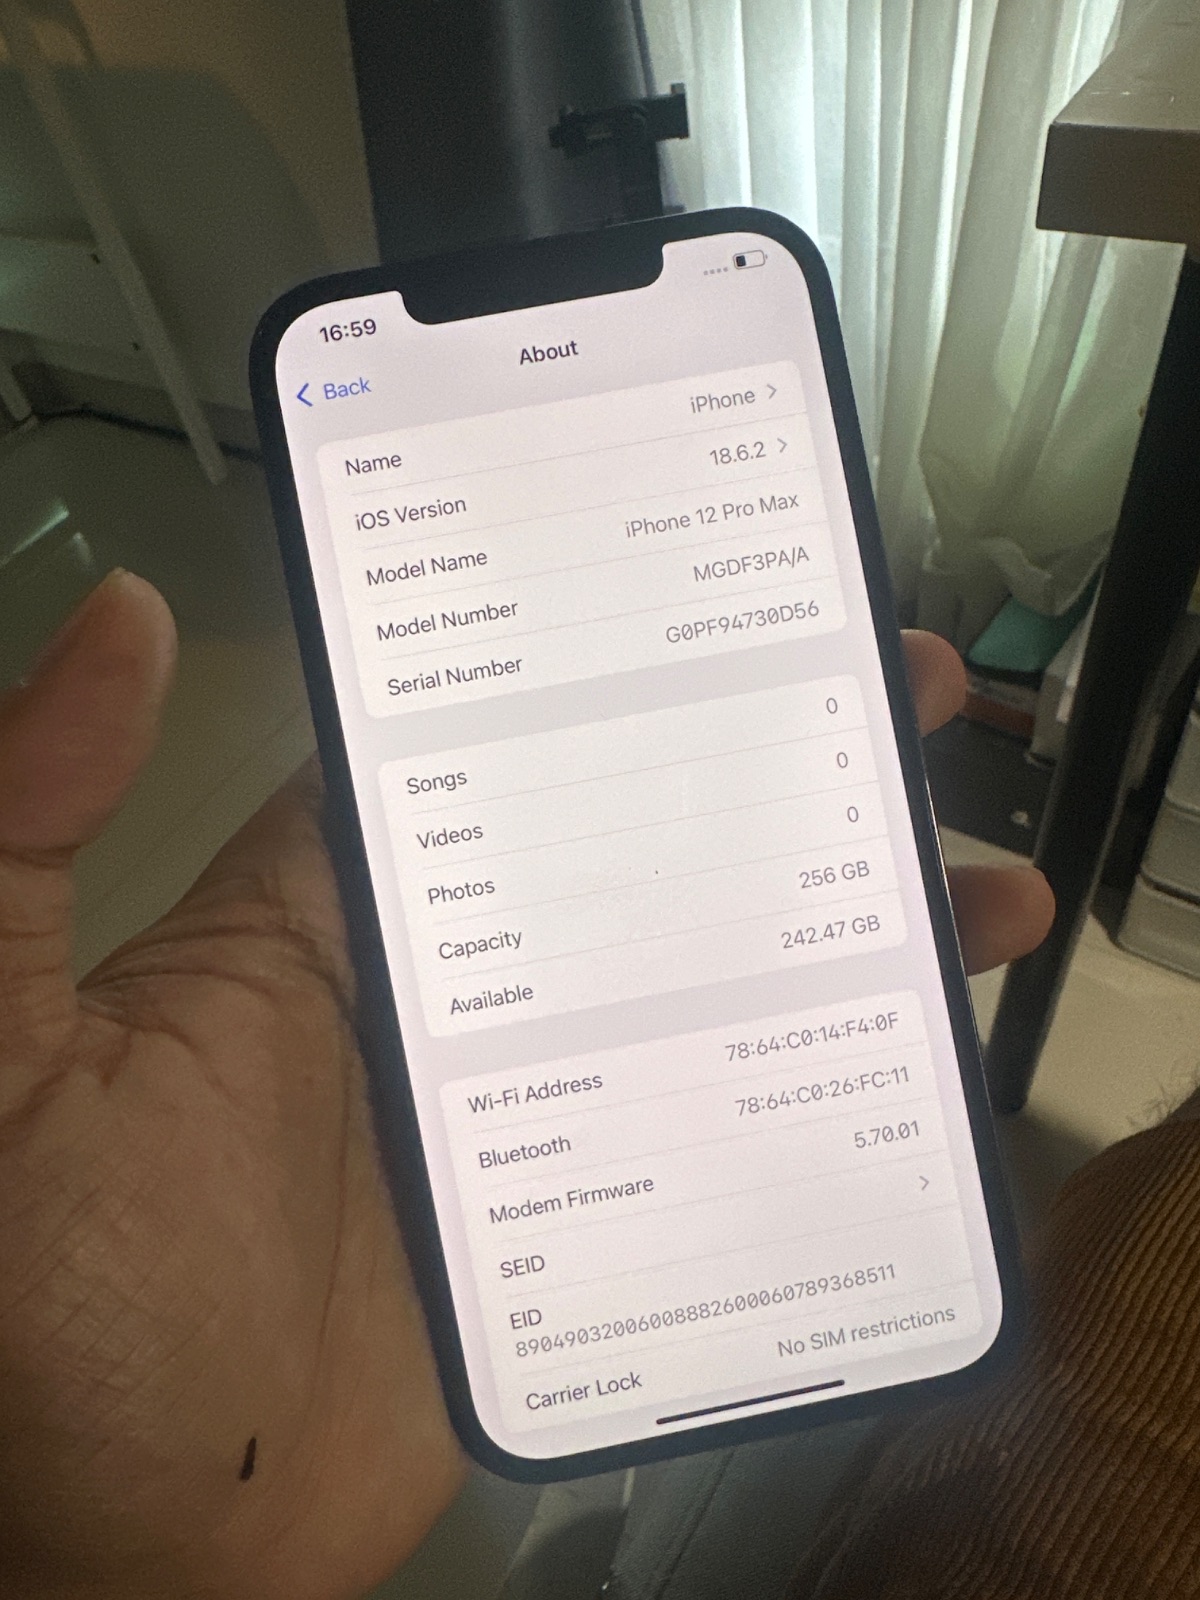 16:59
Back
About
Name iPhone
iOS Version 18.6.2
Model Name iPhone 12 Pro Max
Model Number MGDF3PA/A
Serial Number G0PF94730D56
Songs 0
Videos 0
Photos 0
Capacity 256 GB
Available 242.47 GB
Wi-Fi Address 78:64:C0:14:F4:0F
Bluetooth 78:64:C0:26:FC:11
Modem Firmware 5.70.01
SEID
EID
89049032006008882600060789368511
Carrier Lock No SIM restrictions